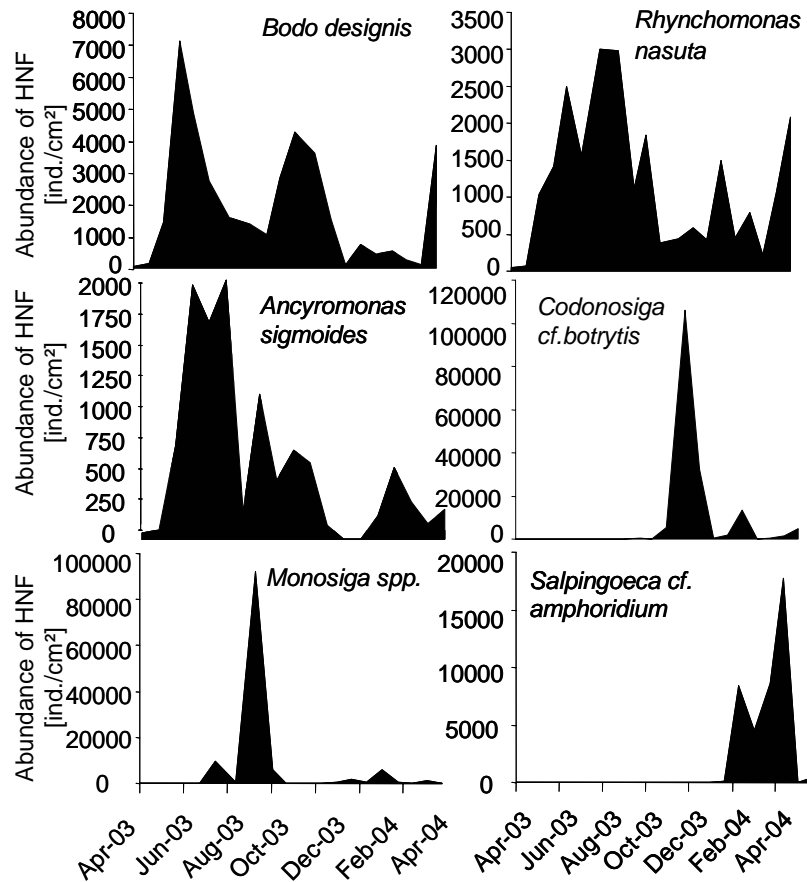 Abundance of HNF
[ind./cm²]
8000
7000
6000
5000
4000
3000
2000
1000
0
Bodo designis
3500
3000
2500
2000
1500
1000
500
0
Rhynchomonas
nasuta
Abundance of HNF
[ind./cm²]
2000
1750
1500
1250
1000
750
500
250
0
Ancyromonas
sigmoides
120000
100000
80000
60000
40000
20000
0
Codonosiga
cf.botrytis
Abundance of HNF
[ind./cm²]
100000
80000
60000
40000
20000
0
Monosiga spp.
20000
15000
10000
5000
0
Salpingoeca cf.
amphoridium
Apr-03
Jun-03
Aug-03
Oct-03
Dec-03
Feb-04
Apr-04
Apr-03
Jun-03
Aug-03
Oct-03
Dec-03
Feb-04
Apr-04